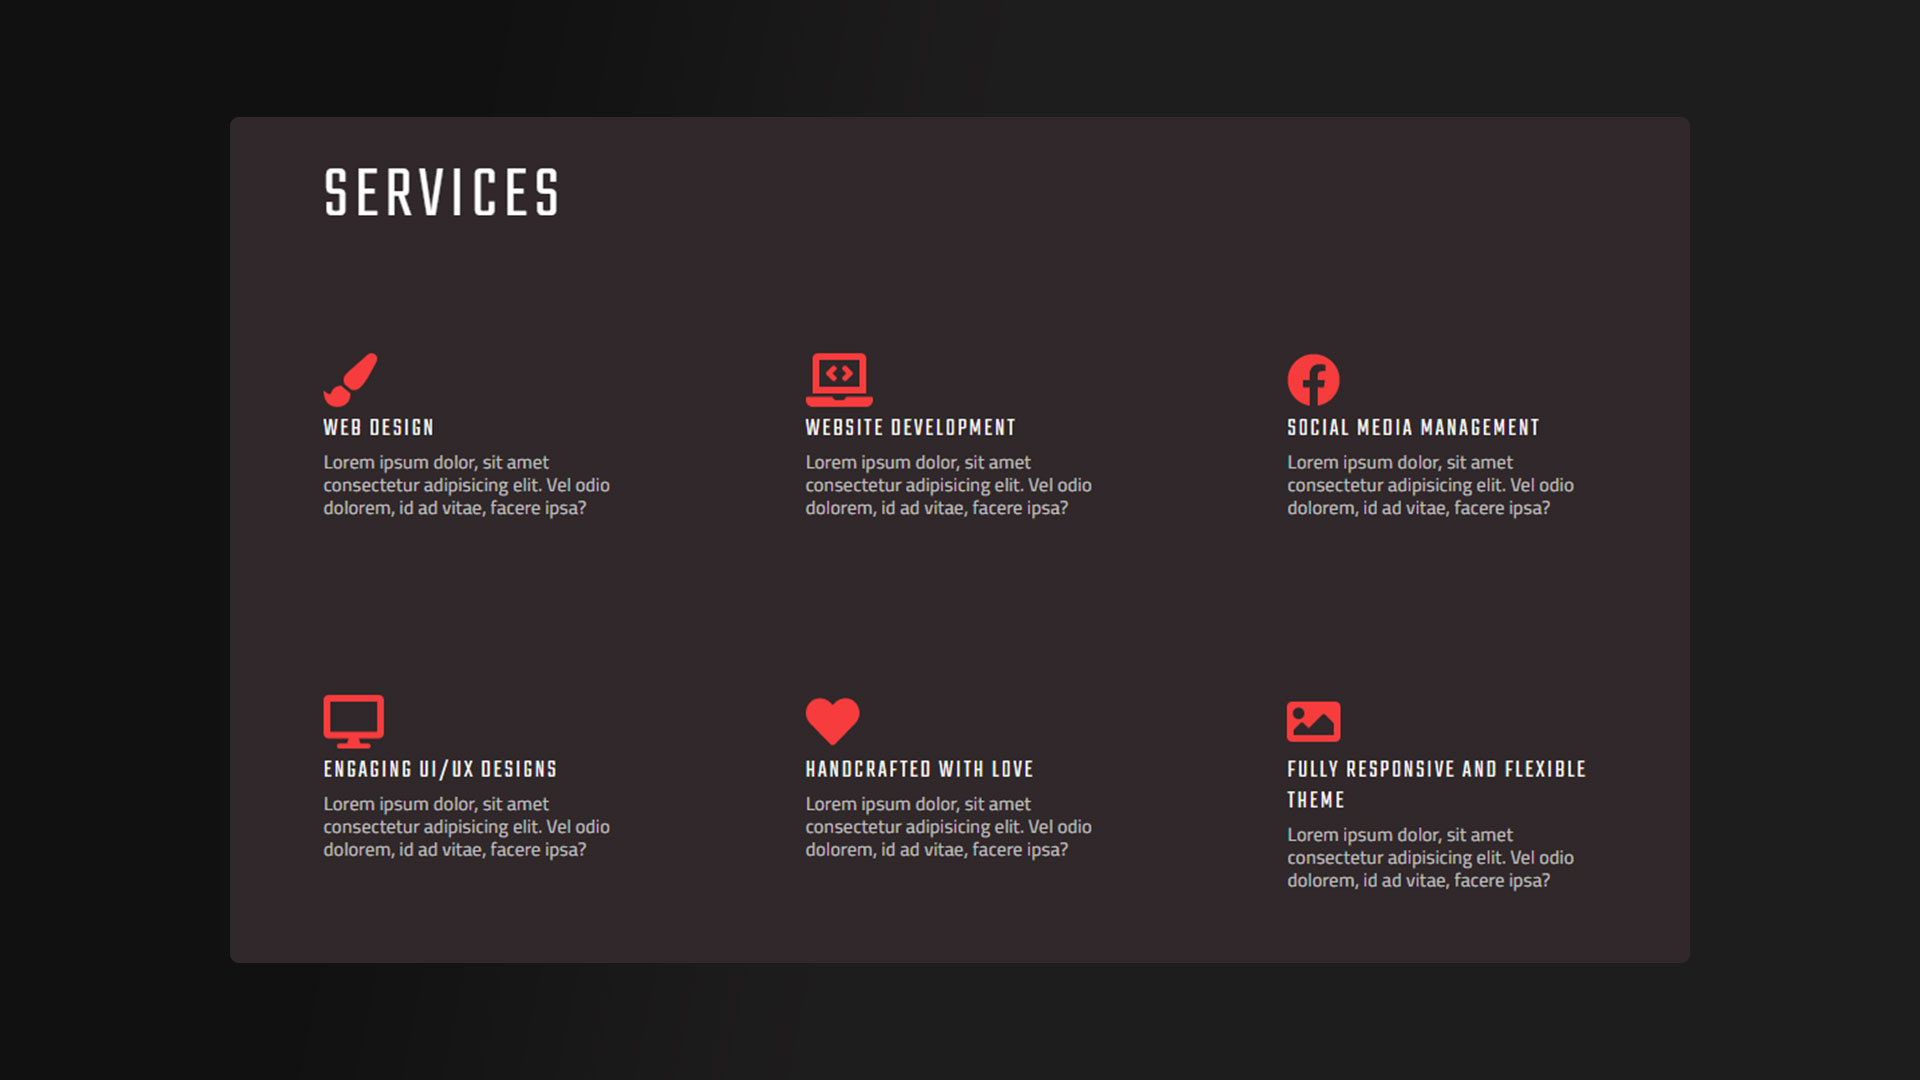 SERVICES
WEB DESIGN
Lorem ipsum dolor, sit amet
consectetur adipisicing elit. Vel odio
dolorem, id ad vitae, facere ipsa?
WEBSITE DEVELOPMENT
Lorem ipsum dolor, sit amet
consectetur adipisicing elit. Vel odio
dolorem, id ad vitae, facere ipsa?
SOCIAL MEDIA MANAGEMENT
Lorem ipsum dolor, sit amet
consectetur adipisicing elit. Vel odio
dolorem, id ad vitae, facere ipsa?
ENGAGING UI/UX DESIGNS
Lorem ipsum dolor, sit amet
consectetur adipisicing elit. Vel odio
dolorem, id ad vitae, facere ipsa?
HANDCRAFTED WITH LOVE
Lorem ipsum dolor, sit amet
consectetur adipisicing elit. Vel odio
dolorem, id ad vitae, facere ipsa?
FULLY RESPONSIVE AND FLEXIBLE
THEME
Lorem ipsum dolor, sit amet
consectetur adipisicing elit. Vel odio
dolorem, id ad vitae, facere ipsa?